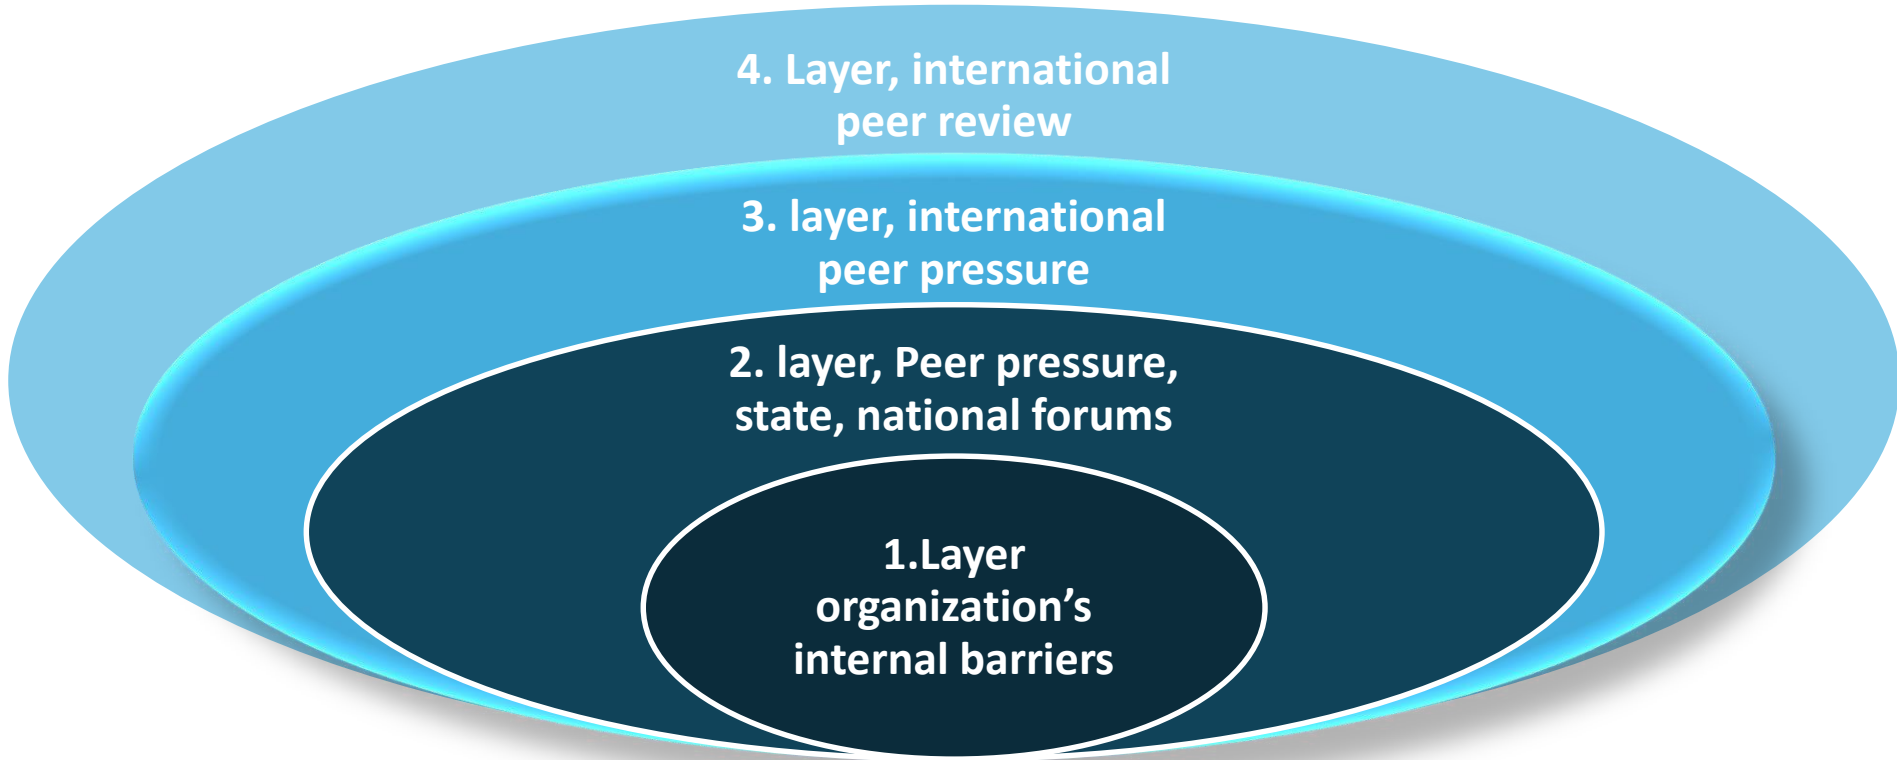 4. Layer, international
peer review
3. layer, international
peer pressure
2. layer, Peer pressure,
state, national forums
1.Layer
organization’s
internal barriers